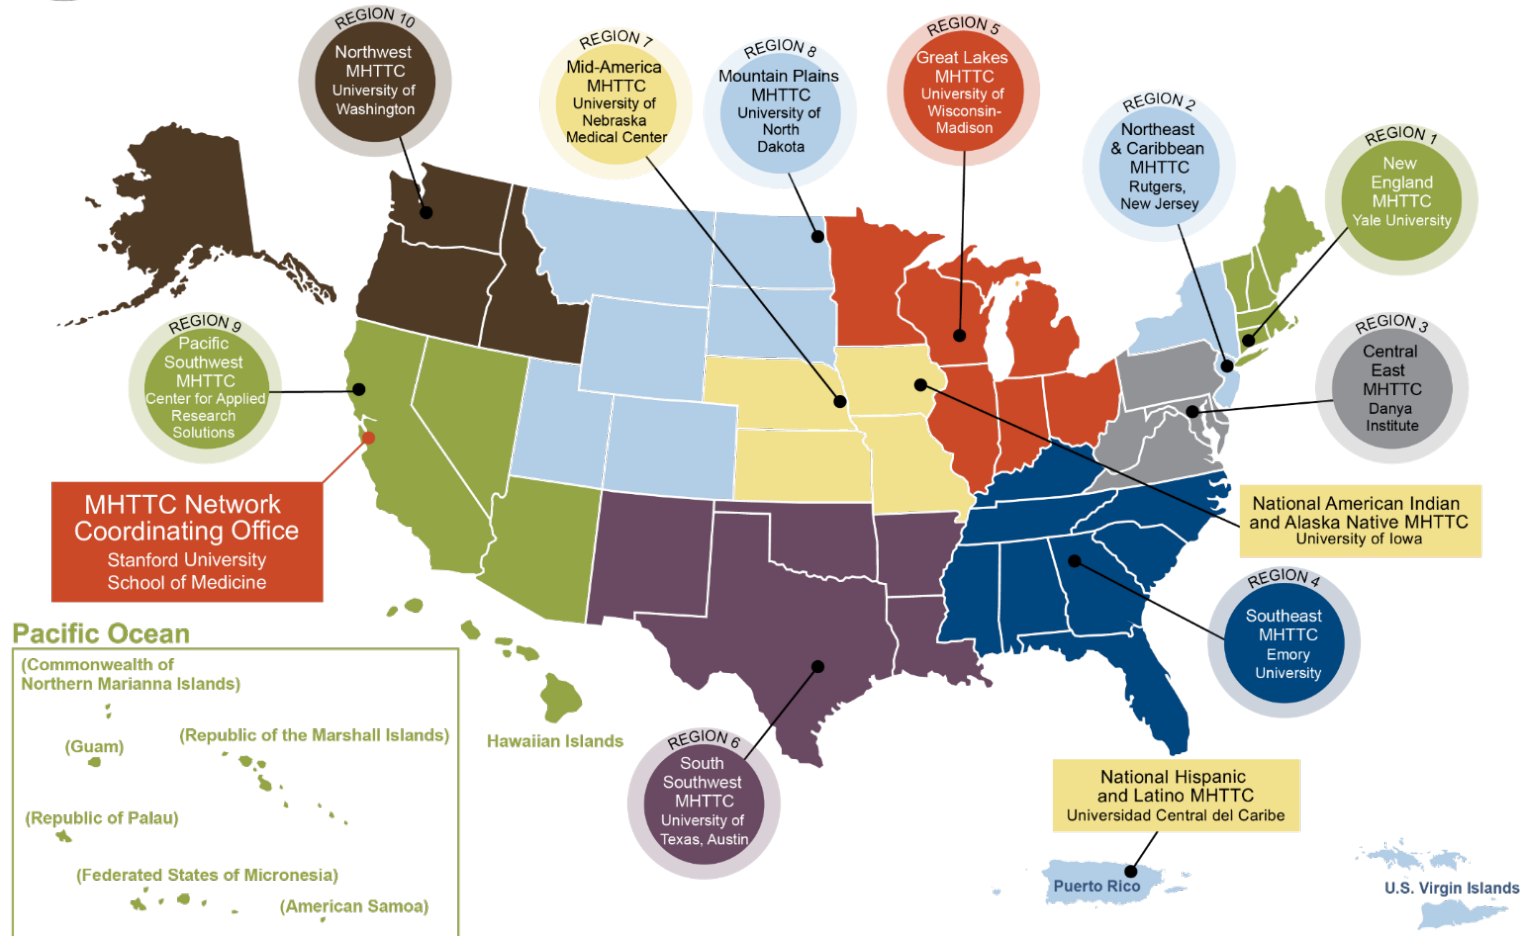 REGION 10
Northwest
MHTTC
University of
Washington
REGION 7
Mid-America
MHTTC
University of
Nebraska
Medical Center
REGION 8
Mountain Plains
MHTTC
University of
North
Dakota
REGION 5
Great Lakes
MHTTC
University of
Wisconsin-
Madison
REGION 2
Northeast
& Caribbean
MHTTC
Rutgers,
New Jersey
REGION 1
New
England
MHTTC
Yale University
REGION 9
Pacific
Southwest
MHTTC
Center for Applied
Research
Solutions
REGION 3
Central
East
MHTTC
Danya
Institute
MHTTC Network
Coordinating Office
Stanford University
School of Medicine
National American Indian
and Alaska Native MHTTC
University of Iowa
REGION 4
Southeast
MHTTC
Emory
University
Pacific Ocean
(Commonwealth of
Northern Marianna Islands)
(Guam)
(Republic of the Marshall Islands)
(Republic of Palau)
(Federated States of Micronesia)
(American Samoa)
Hawaiian Islands
REGION 6
South
Southwest
MHTTC
University of
Texas, Austin
National Hispanic
and Latino MHTTC
Universidad Central del Caribe
Puerto Rico
U.S. Virgin Islands